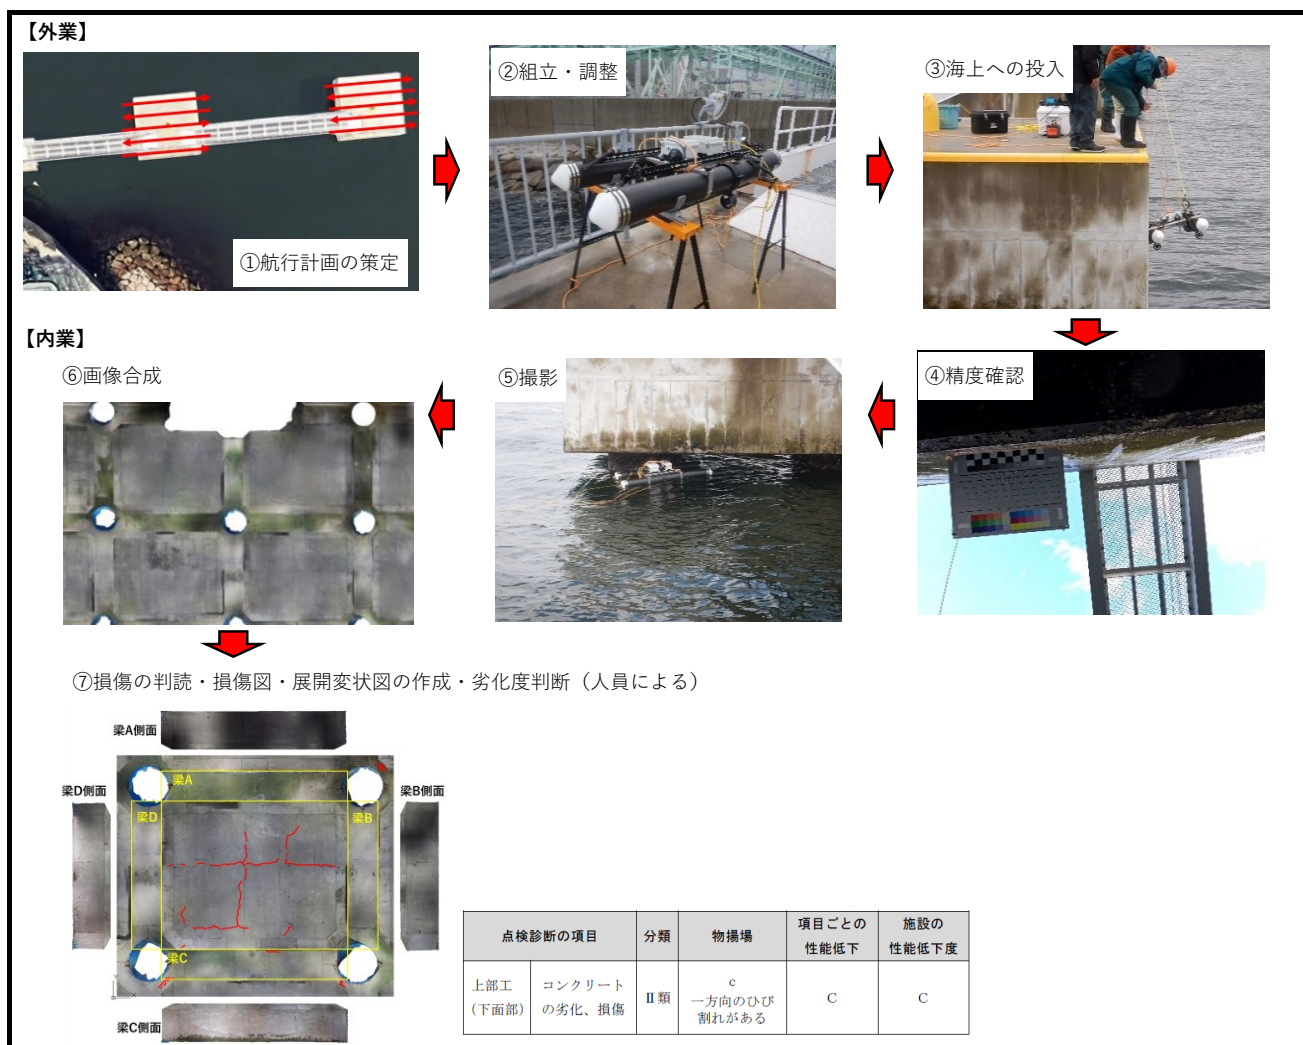 【外業】
①航行計画の策定
②組立・調整
③海上への投入
【内業】
⑥画像合成
⑤撮影
④精度確認
⑦損傷の判読・損傷図・展開変状図の作成・劣化度判断（人員による）
梁A側面
梁D側面
梁A
梁B側面
梁D
梁B
梁C
梁C側面
点検診断の項目 分類 物揚場 項目ごとの性能低下 施設の性能低下度
上部工
（下面部）
コンクリート
の劣化、損傷
Ⅱ類
c
一方向のひび
割れがある
C
C